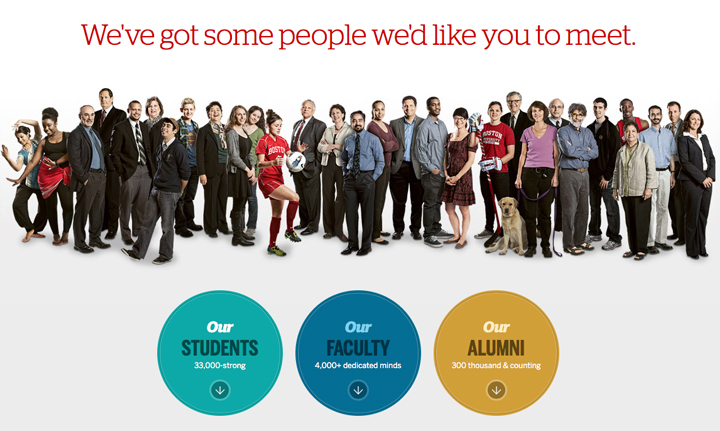 We've got some people we'd like you to meet.
BOSTON
BOSTON
Our
STUDENTS
33,000-strong
Our
FACULTY
4,000+ dedicated minds
Our
ALUMNI
300 thousand & counting